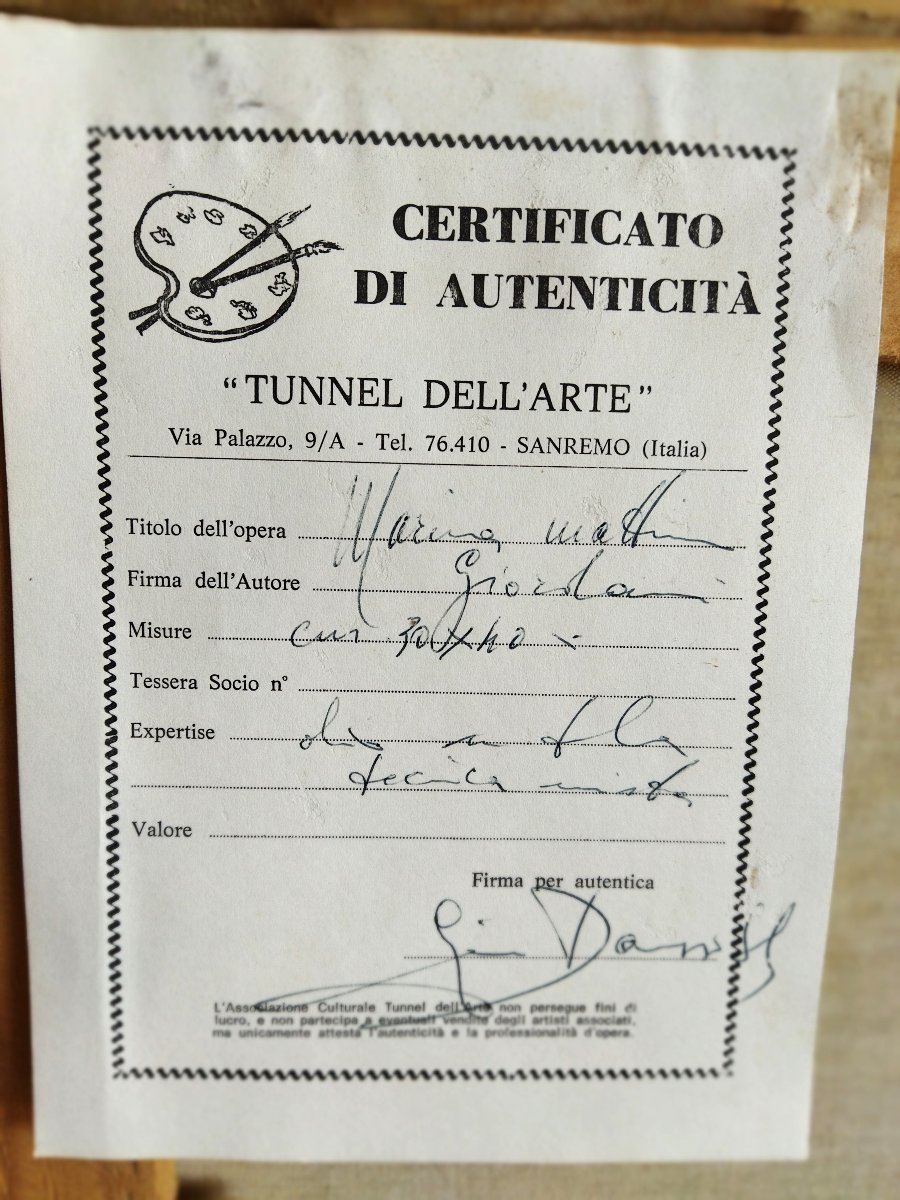 CERTIFICATO
DI AUTENTICITÀ
“TUNNEL DELL’ARTE”
Via Palazzo, 9/A - Tel. 76.410 - SANREMO (Italia)
Titolo dell’opera Marina
Firma dell’Autore Giordani
Misure cm 30x40
Tessera Socio n°
Expertise olio su tela
tecnica mista
Valore
Firma per autentica
L’Associazione Culturale Tunnel dell’Arte non persegue fini di
lucro, e non partecipa a eventuali vendite degli artisti associati,
ma unicamente attesta l’autenticità e la professionalità d’opera.